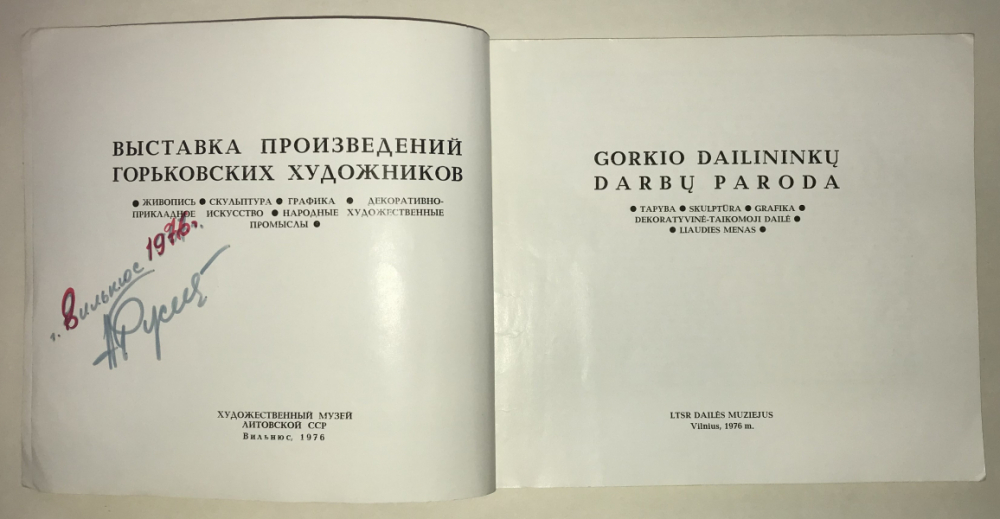 ВЫСТАВКА ПРОИЗВЕДЕНИЙ
ГОРЬКОВСКИХ ХУДОЖНИКОВ
● ЖИВОПИСЬ ● СКУЛЬПТУРА ● ГРАФИКА ● ДЕКОРАТИВНО-
ПРИКЛАДНОЕ ИСКУССТВО ● НАРОДНЫЕ ХУДОЖЕСТВЕННЫЕ
ПРОМЫСЛЫ ●
г. Вильнюс 1976г.
ХУДОЖЕСТВЕННЫЙ МУЗЕЙ
ЛИТОВСКОЙ ССР
Вильнюс, 1976
GORKIO DAILININKŲ
DARBŲ PARODA
● TAPYBA ● SKULPTŪRA ● GRAFIKA ●
DEKORATYVINĖ-TAIKOMOJI DAILĖ ●
● LIAUDIES MENAS ●
LTSR DAILĖS MUZIEJUS
Vilnius, 1976 m.